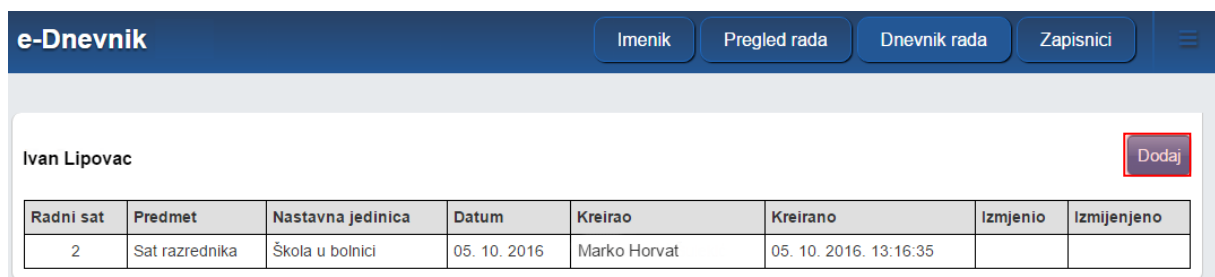 e-Dnevnik Imenik Pregled rada Dnevnik rada Zapisnici
Ivan Lipovac Dodaj
Radni sat Predmet Nastavna jedinica Datum Kreirao Kreirano Izmjenio Izmijenjeno
2 Sat razrednika Škola u bolnici 05. 10. 2016 Marko Horvat 05. 10. 2016. 13:16:35